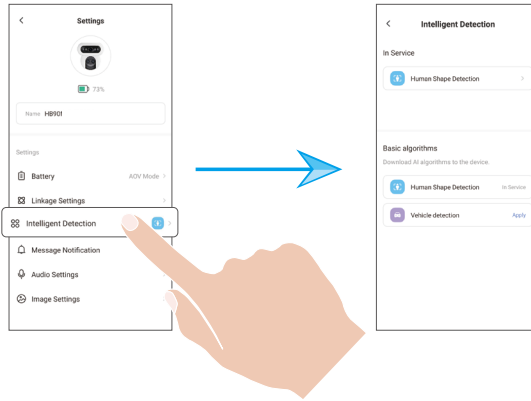 Settings
73%
Name HB901
Settings
Battery AOV Mode
Linkage Settings
Intelligent Detection
Message Notification
Audio Settings
Image Settings
Intelligent Detection
In Service
Human Shape Detection
Basic algorithms
Download AI algorithms to the device.
Human Shape Detection In Service
Vehicle detection Apply